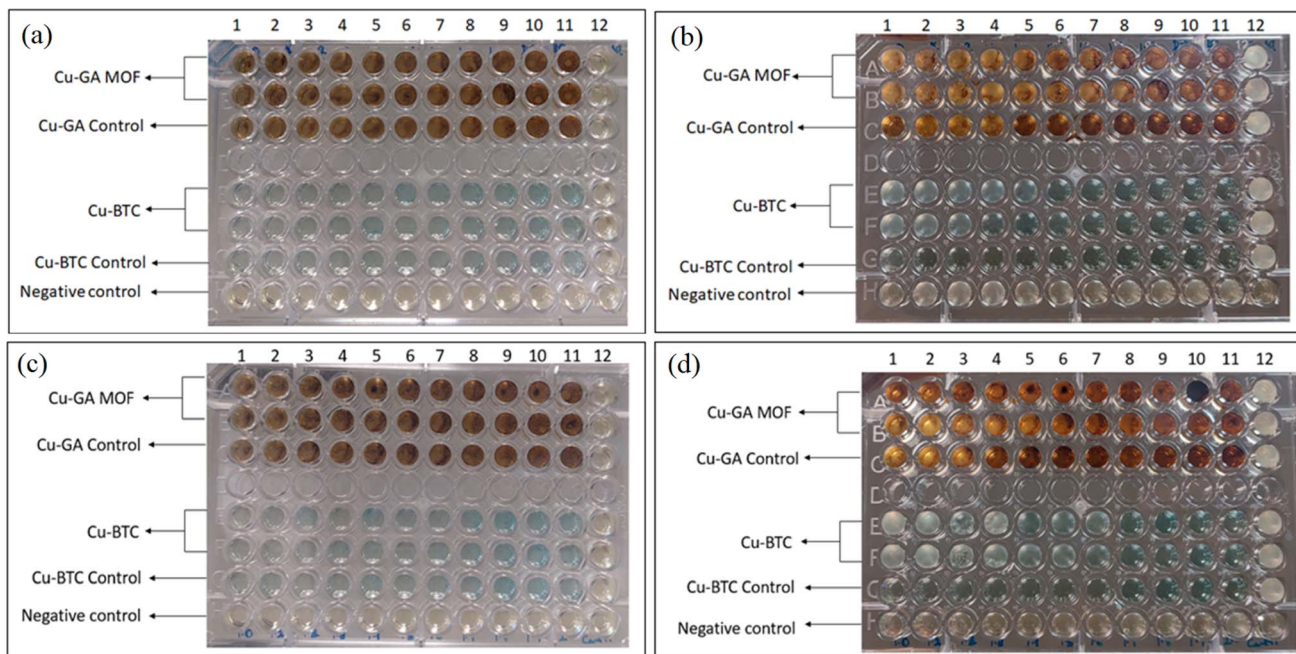 (a)
1 2 3 4 5 6 7 8 9 10 11 12
Cu-GA MOF
Cu-GA Control
Cu-BTC
Cu-BTC Control
Negative control
(b)
1 2 3 4 5 6 7 8 9 10 11 12
Cu-GA MOF
Cu-GA Control
Cu-BTC
Cu-BTC Control
Negative control
A
B
C
D
E
F
G
H
(c)
1 2 3 4 5 6 7 8 9 10 11 12
Cu-GA MOF
Cu-GA Control
Cu-BTC
Cu-BTC Control
Negative control
(d)
1 2 3 4 5 6 7 8 9 10 11 12
Cu-GA MOF
Cu-GA Control
Cu-BTC
Cu-BTC Control
Negative control
A
B
C
D
E
F